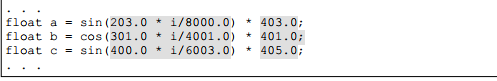 . . .
float a = sin(203.0 * i/8000.0) * 403.0;
float b = cos(301.0 * i/4001.0) * 401.0;
float c = sin(400.0 * i/6003.0) * 405.0;
. . .